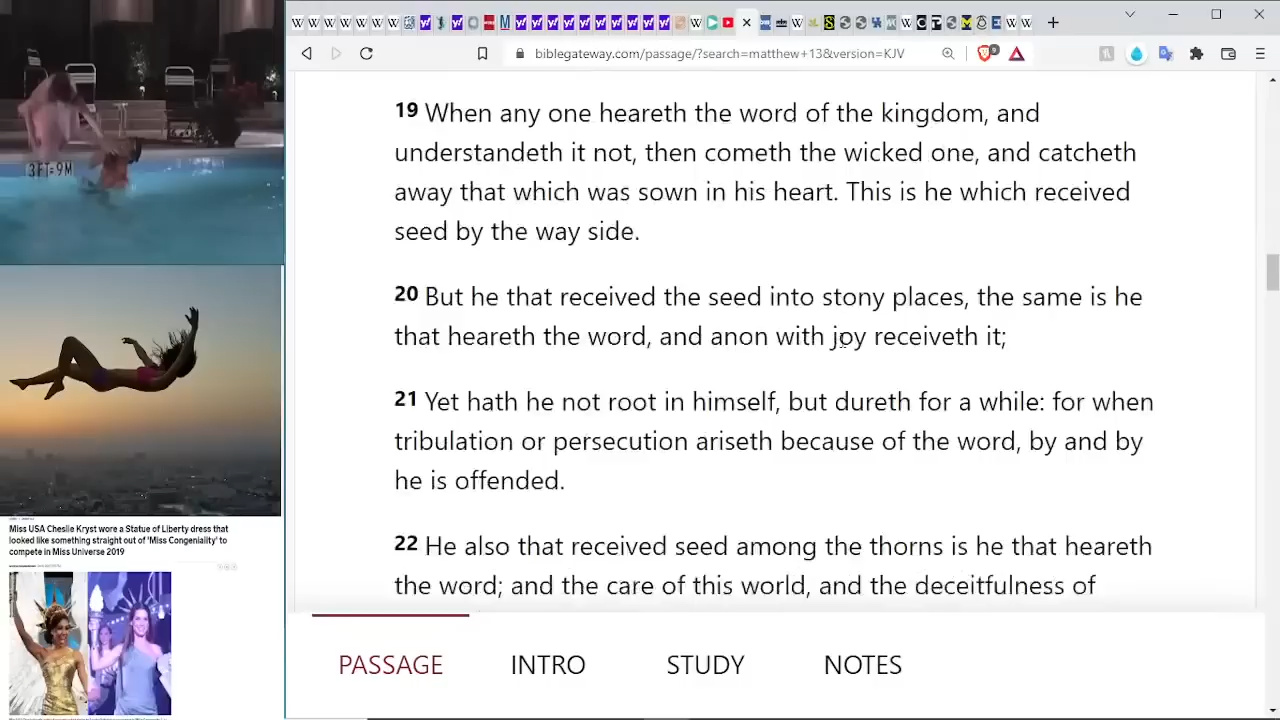 3 FT=9M
Miss USA Cheslie Kryst wore a Statue of Liberty dress that
looked like something straight out of 'Miss Congeniality' to
compete in Miss Universe 2019
biblegateway.com/passage/?search=matthew+13&version=KJV
19 When any one heareth the word of the kingdom, and
understandeth it not, then cometh the wicked one, and catcheth
away that which was sown in his heart. This is he which received
seed by the way side.
20 But he that received the seed into stony places, the same is he
that heareth the word, and anon with joy receiveth it;
21 Yet hath he not root in himself, but dureth for a while: for when
tribulation or persecution ariseth because of the word, by and by
he is offended.
22 He also that received seed among the thorns is he that heareth
the word; and the care of this world, and the deceitfulness of
PASSAGE INTRO STUDY NOTES